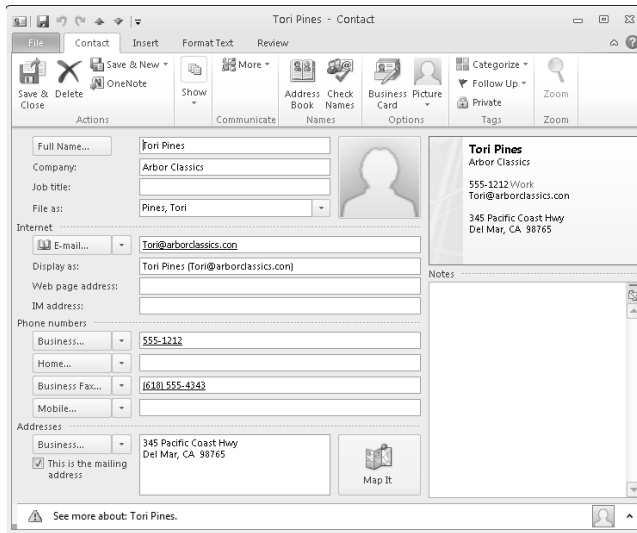 Tori Pines - Contact
File Contact Insert Format Text Review
Save & Close
Delete
Save & New
OneNote
Actions
Show
More
Communicate
Address Book
Check Names
Names
Business Card
Picture
Options
Categorize
Follow Up
Private
Tags
Zoom
Zoom
Full Name... Tori Pines
Company: Arbor Classics
Job title:
File as: Pines, Tori
Internet
E-mail... Tori@arborclassics.con
Display as: Tori Pines (Tori@arborclassics.con)
Web page address:
IM address:
Phone numbers
Business... 555-1212
Home...
Business Fax... (618) 555-4343
Mobile...
Addresses
Business... 345 Pacific Coast Hwy
Del Mar, CA 98765
This is the mailing
address
Map It
Tori Pines
Arbor Classics
555-1212 Work
Tori@arborclassics.con
345 Pacific Coast Hwy
Del Mar, CA 98765
Notes
See more about: Tori Pines.